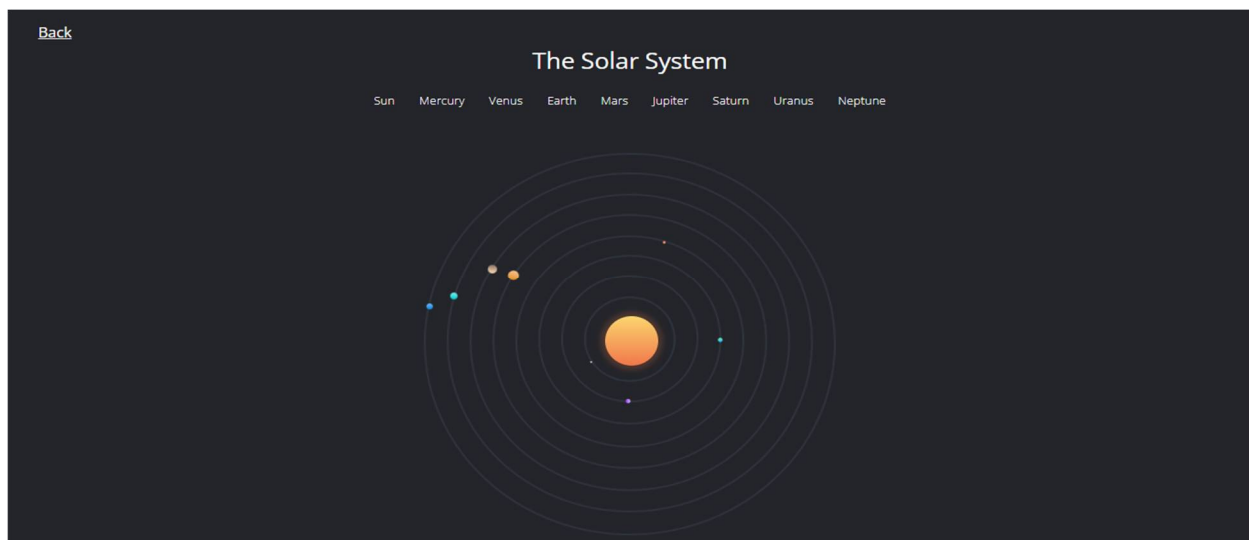 Back
The Solar System
Sun Mercury Venus Earth Mars Jupiter Saturn Uranus Neptune